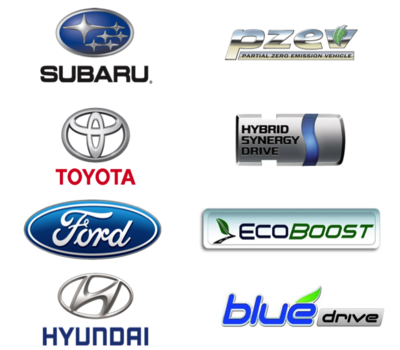 SUBARU®
pzev
PARTIAL ZERO EMISSION VEHICLE
TOYOTA
HYBRID
SYNERGY
DRIVE
Ford
ECOBOOST
HYUNDAI
blue drive